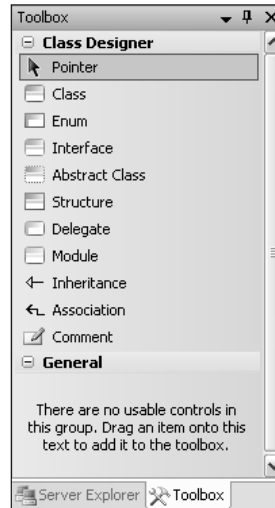 Toolbox
Class Designer
Pointer
Class
Enum
Interface
Abstract Class
Structure
Delegate
Module
Inheritance
Association
Comment
General
There are no usable controls in
this group. Drag an item onto this
text to add it to the toolbox.
Server Explorer Toolbox